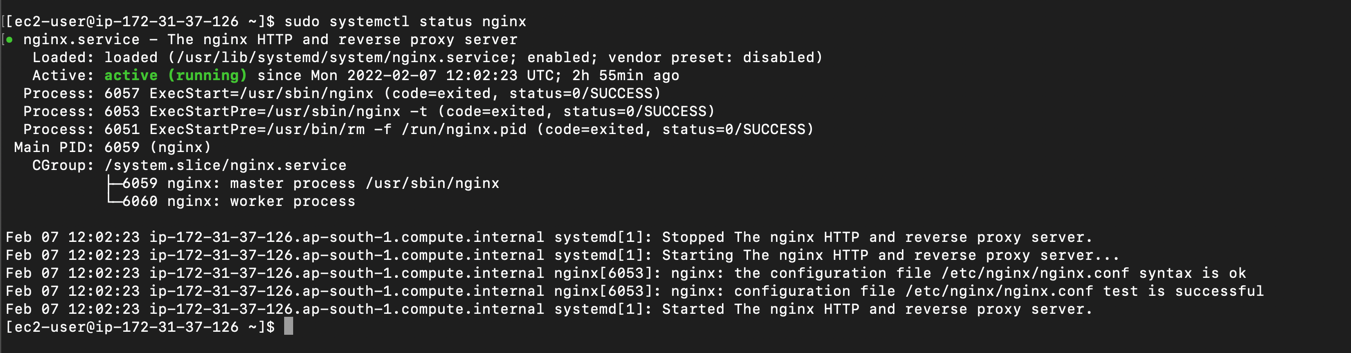 [ec2-user@ip-172-31-37-126 ~]$ sudo systemctl status nginx
● nginx.service - The nginx HTTP and reverse proxy server
Loaded: loaded (/usr/lib/systemd/system/nginx.service; enabled; vendor preset: disabled)
Active: active (running) since Mon 2022-02-07 12:02:23 UTC; 2h 55min ago
Process: 6057 ExecStart=/usr/sbin/nginx (code=exited, status=0/SUCCESS)
Process: 6053 ExecStartPre=/usr/sbin/nginx -t (code=exited, status=0/SUCCESS)
Process: 6051 ExecStartPre=/usr/bin/rm -f /run/nginx.pid (code=exited, status=0/SUCCESS)
Main PID: 6059 (nginx)
CGroup: /system.slice/nginx.service
├─6059 nginx: master process /usr/sbin/nginx
└─6060 nginx: worker process
Feb 07 12:02:23 ip-172-31-37-126.ap-south-1.compute.internal systemd[1]: Stopped The nginx HTTP and reverse proxy server.
Feb 07 12:02:23 ip-172-31-37-126.ap-south-1.compute.internal systemd[1]: Starting The nginx HTTP and reverse proxy server...
Feb 07 12:02:23 ip-172-31-37-126.ap-south-1.compute.internal nginx[6053]: nginx: the configuration file /etc/nginx/nginx.conf syntax is ok
Feb 07 12:02:23 ip-172-31-37-126.ap-south-1.compute.internal nginx[6053]: nginx: configuration file /etc/nginx/nginx.conf test is successful
Feb 07 12:02:23 ip-172-31-37-126.ap-south-1.compute.internal systemd[1]: Started The nginx HTTP and reverse proxy server.
[ec2-user@ip-172-31-37-126 ~]$